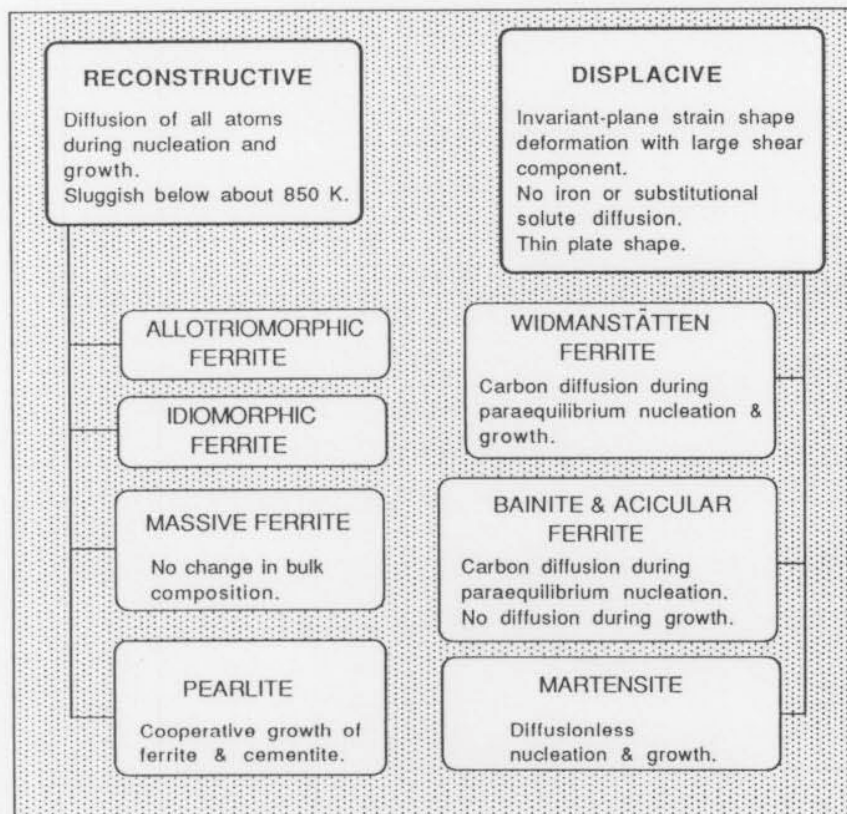 RECONSTRUCTIVE
Diffusion of all atoms
during nucleation and
growth.
Sluggish below about 850 K.
ALLOTRIOMORPHIC
FERRITE
IDIOMORPHIC
FERRITE
MASSIVE FERRITE
No change in bulk
composition.
PEARLITE
Cooperative growth of
ferrite & cementite.
DISPLACIVE
Invariant-plane strain shape
deformation with large shear
component.
No iron or substitutional
solute diffusion.
Thin plate shape.
WIDMANSTÄTTEN
FERRITE
Carbon diffusion during
paraequilibrium nucleation &
growth.
BAINITE & ACICULAR
FERRITE
Carbon diffusion during
paraequilibrium nucleation.
No diffusion during growth.
MARTENSITE
Diffusionless
nucleation & growth.